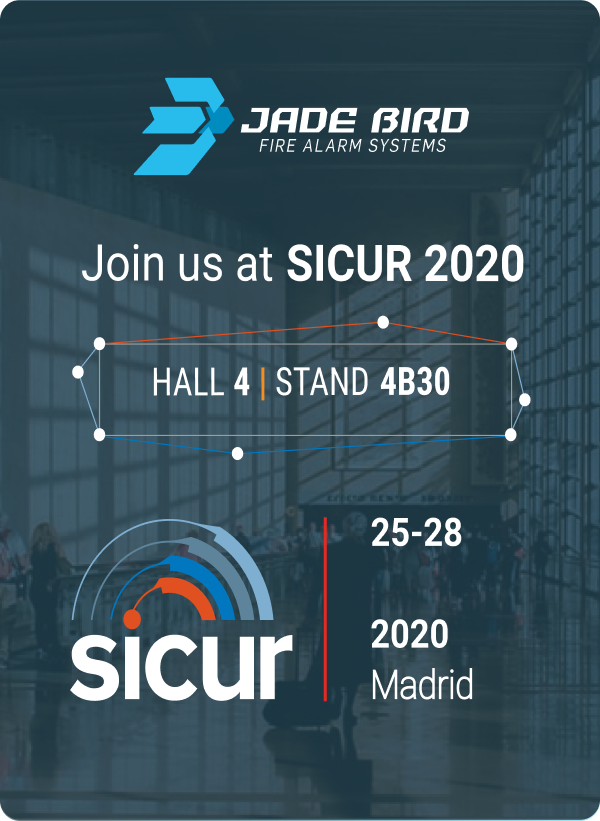 JADE BIRD
FIRE ALARM SYSTEMS
Join us at SICUR 2020
HALL 4 | STAND 4B30
sicur
25-28
2020
Madrid